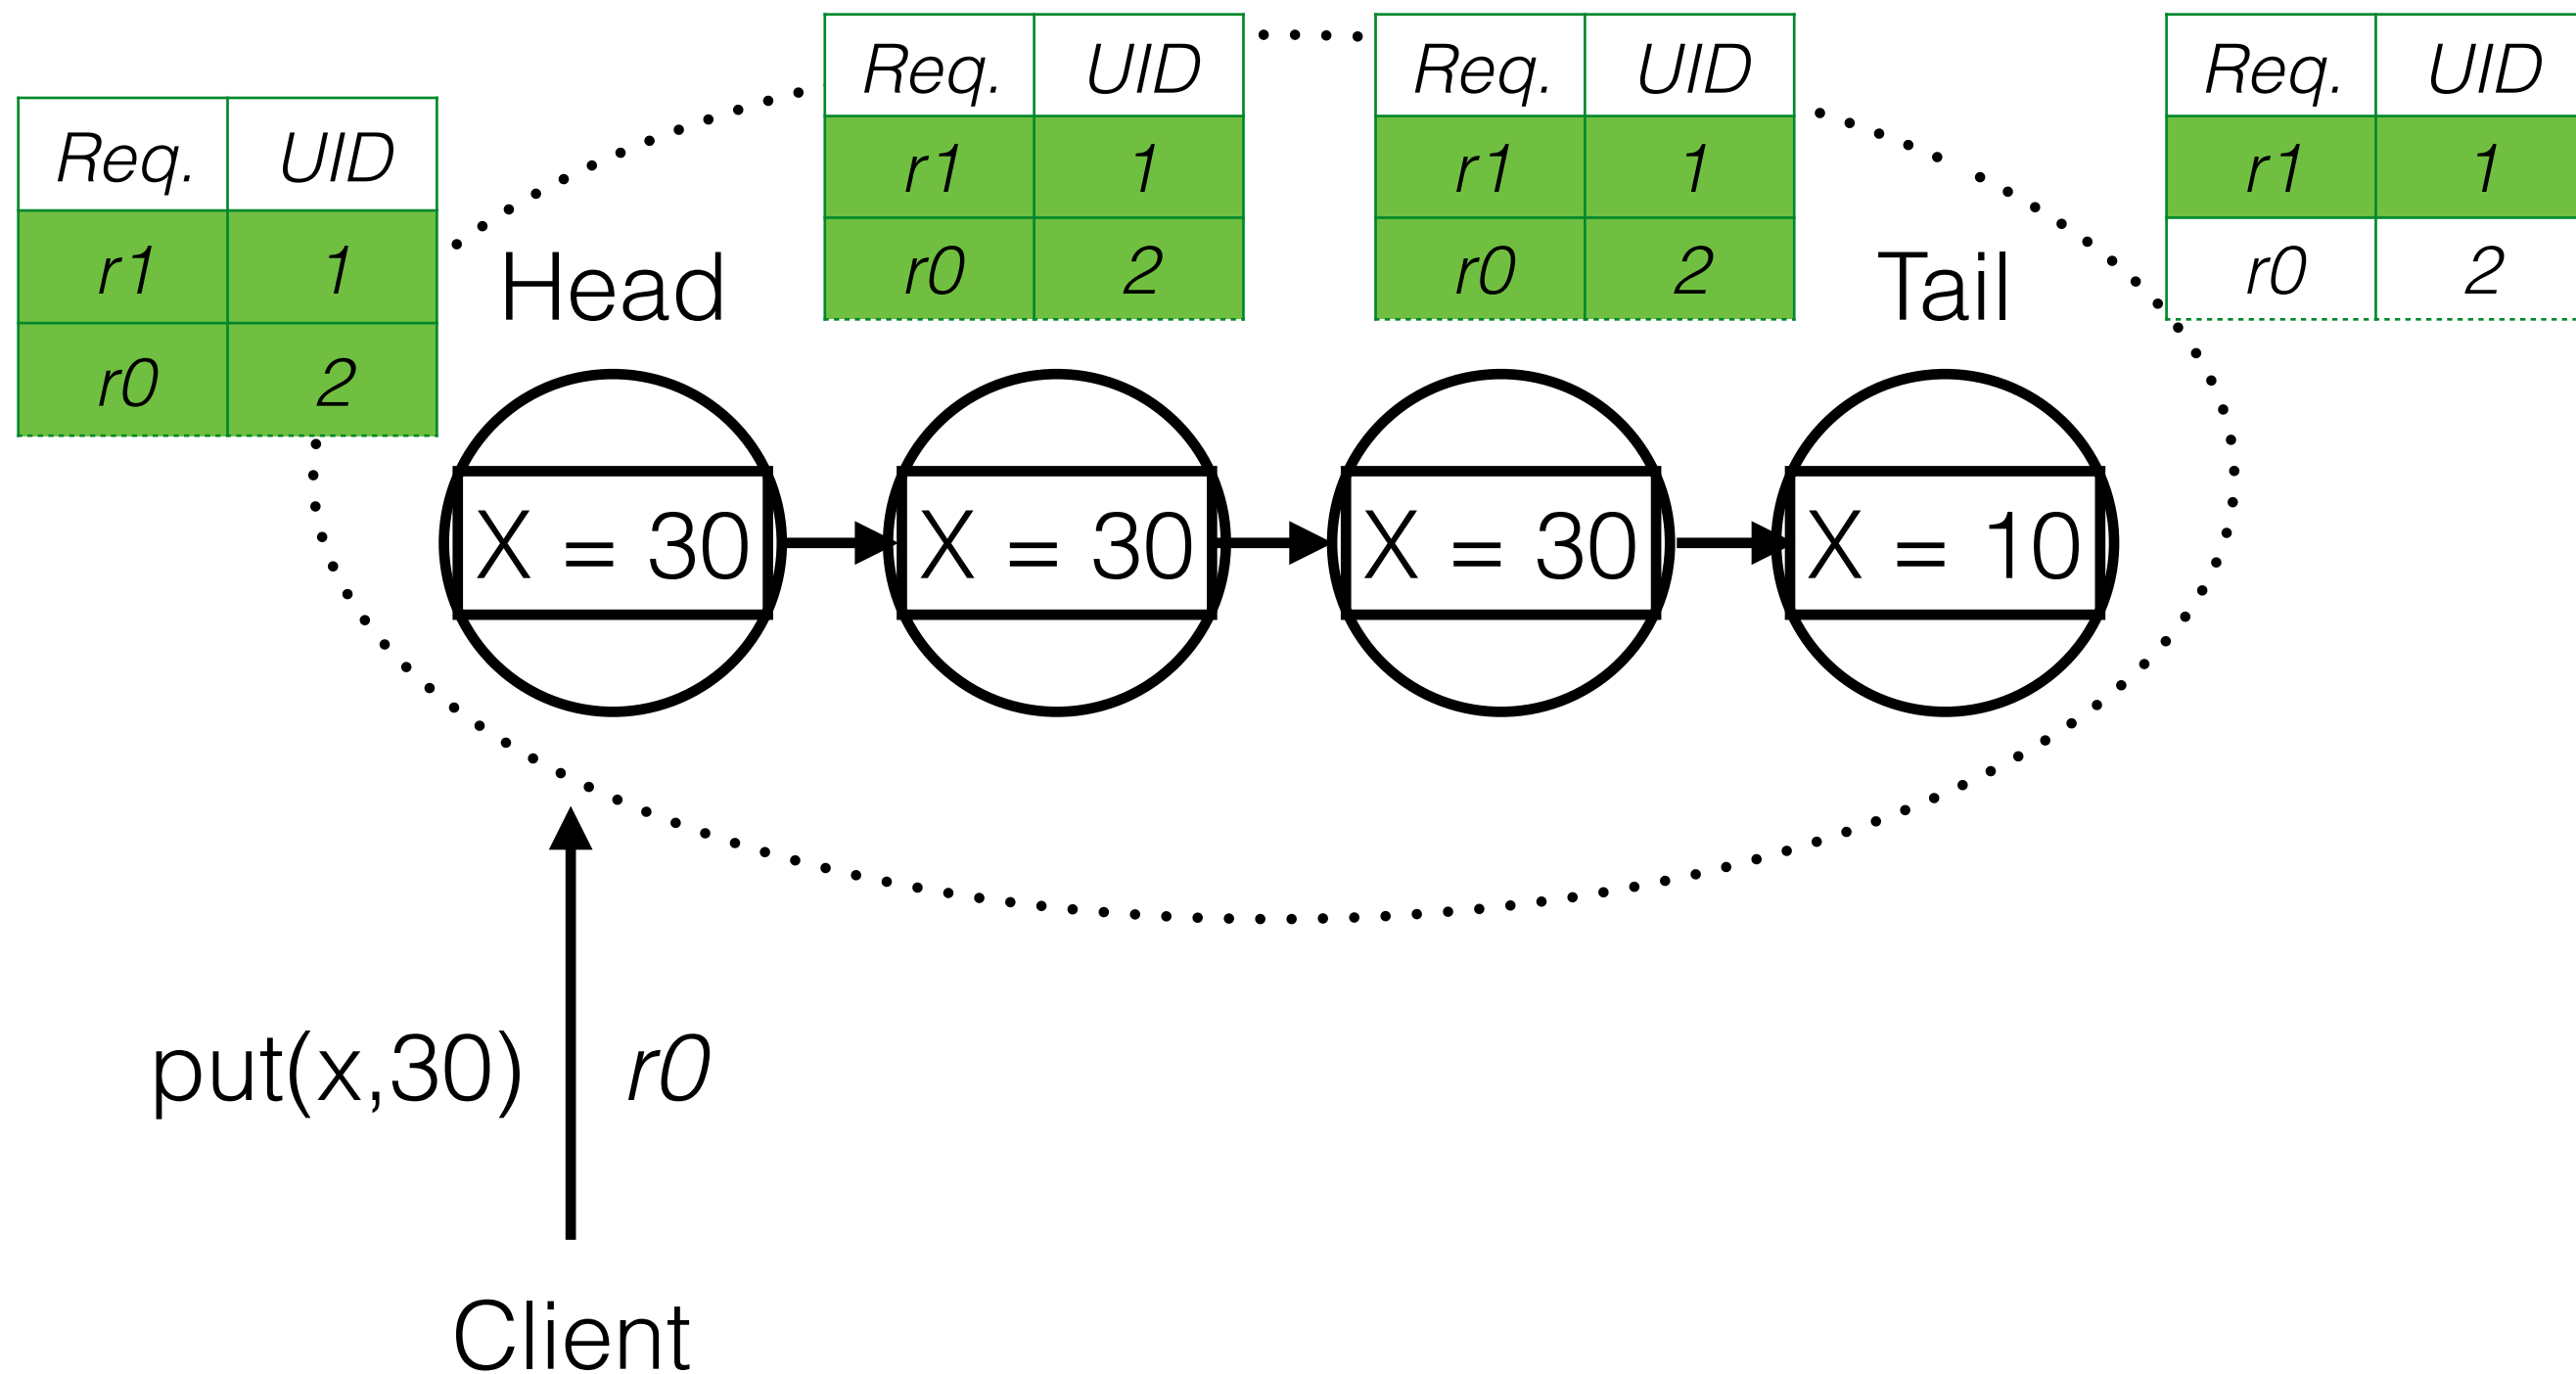 Req. UID
r1 1
r0 2
Req. UID
r1 1
r0 2
Req. UID
r1 1
r0 2
Req. UID
r1 1
r0 2
Head
Tail
X = 30
X = 30
X = 30
X = 10
put(x,30)
r0
Client